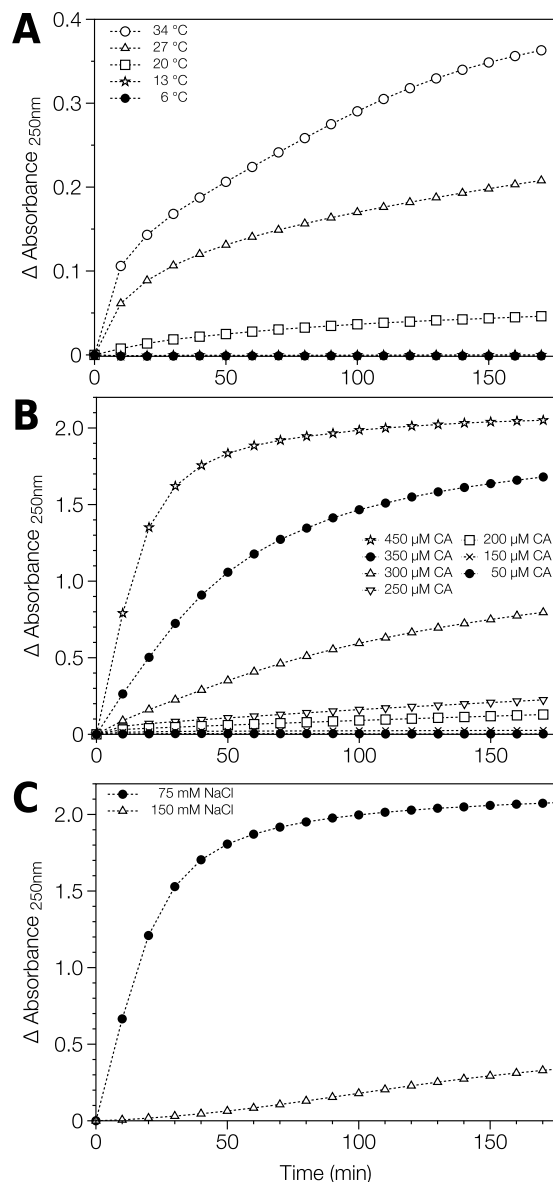 A
34 °C
27 °C
20 °C
13 °C
6 °C
0.4
0.3
0.2
0.1
0
Δ Absorbance 250nm
0
50
100
150
B
2.0
1.5
1.0
0.5
0
Δ Absorbance 250nm
450 µM CA
200 µM CA
350 µM CA
150 µM CA
300 µM CA
50 µM CA
250 µM CA
0
50
100
150
C
75 mM NaCl
150 mM NaCl
2.0
1.5
1.0
0.5
0
Δ Absorbance 250nm
0
50
100
150
Time (min)